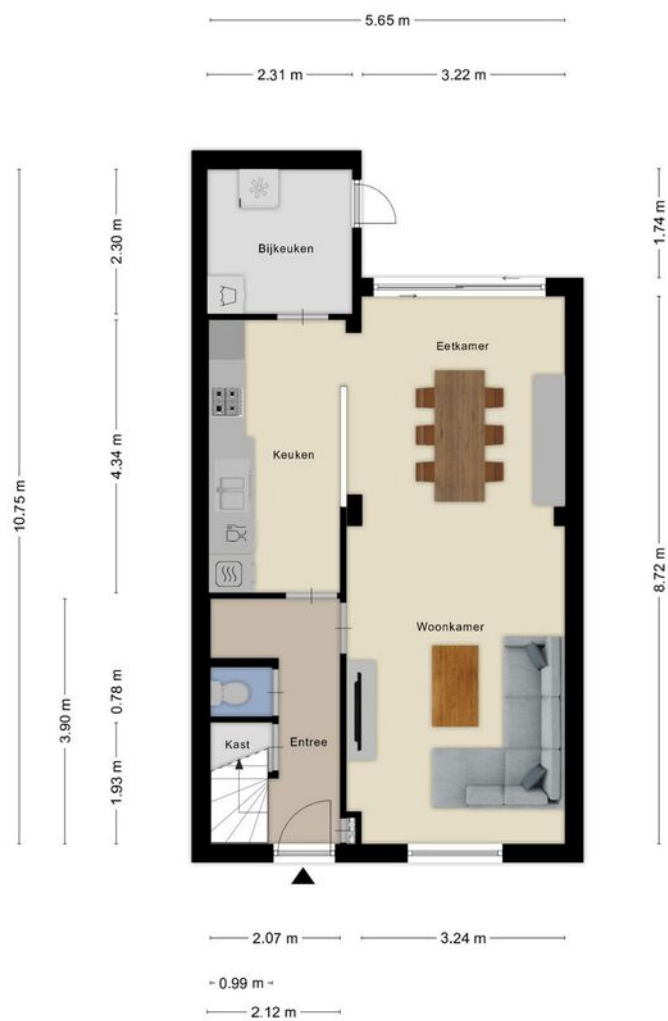 5.65 m
2.31 m
3.22 m
10.75 m
2.30 m
4.34 m
3.90 m
0.78 m
1.93 m
1.74 m
8.72 m
Bijkeuken
Eetkamer
Keuken
Woonkamer
Kast
Entree
2.07 m
3.24 m
0.99 m
2.12 m